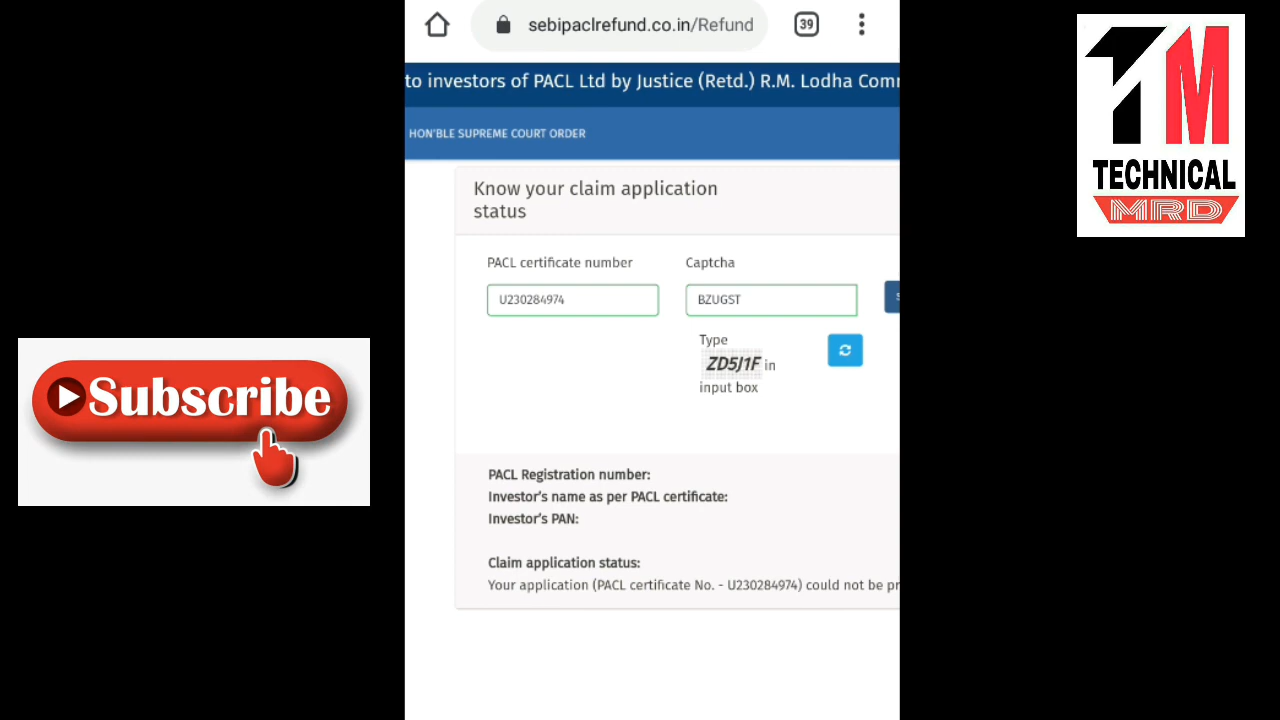 39
sebipaclrefund.co.in/Refund
to investors of PACL Ltd by Justice (Retd.) R.M. Lodha Com
HON'BLE SUPREME COURT ORDER
Know your claim application
status
PACL certificate number
Captcha
U230284974
BZUGST
Type
ZD5J1F in
input box
PACL Registration number:
Investor's name as per PACL certificate:
Investor's PAN:
Claim application status:
Your application (PACL certificate No. - U230284974) could not be pr
Subscribe
TM
TECHNICAL
MRD